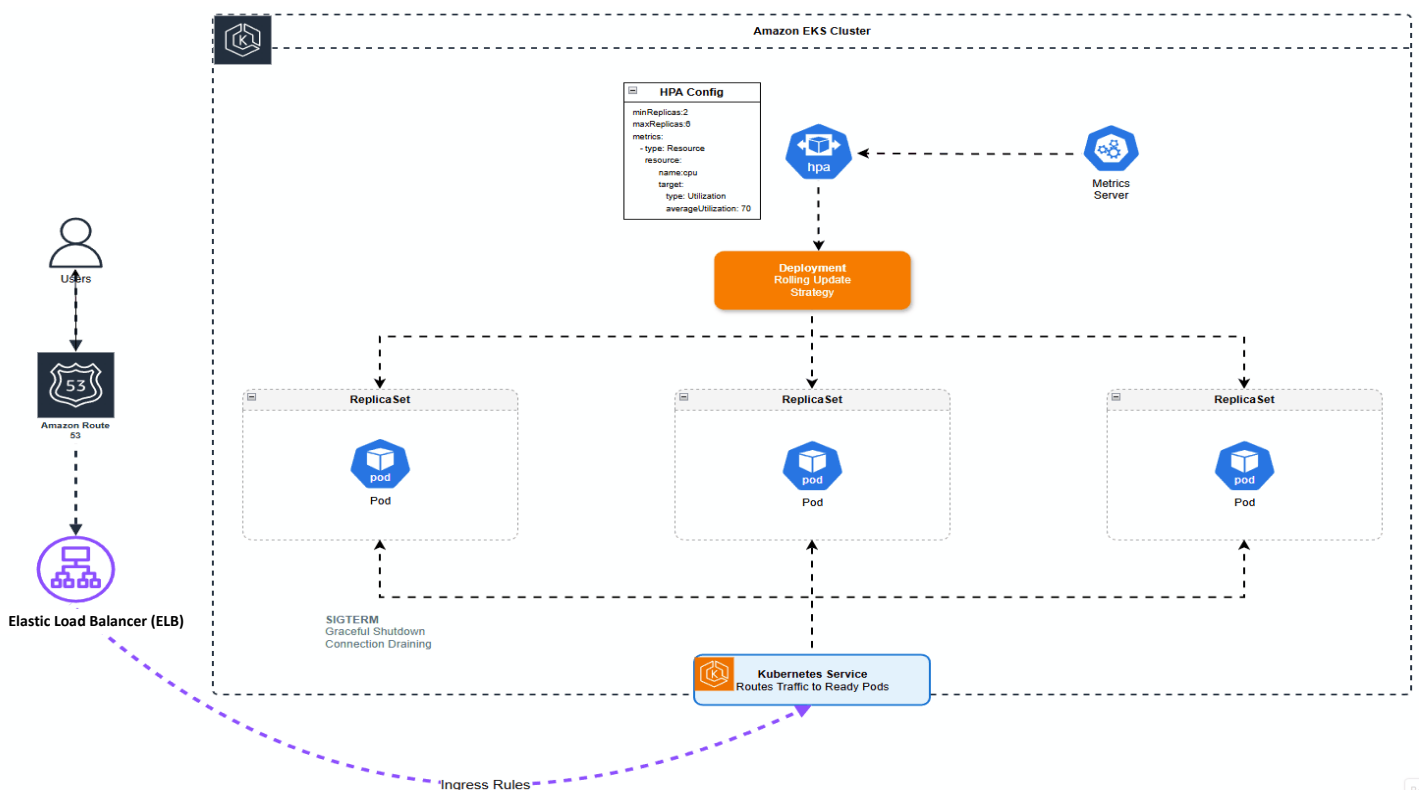 Amazon EKS Cluster
HPA Config
minReplicas:2
maxReplicas:6
metrics:
- type: Resource
resource:
name:cpu
target:
type: Utilization
averageUtilization: 70
hpa
Metrics
Server
Users
Deployment
Rolling Update
Strategy
53
Amazon Route
53
ReplicaSet
pod
Pod
ReplicaSet
pod
Pod
ReplicaSet
pod
Pod
Elastic Load Balancer (ELB)
SIGTERM
Graceful Shutdown
Connection Draining
K
K
Kubernetes Service
Routes Traffic to Ready Pods
Ingress Rules